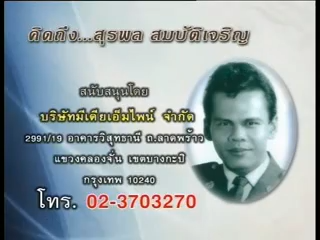 คิดถึง...สุรพล สมบัติเจริญ
สนับสนุนโดย
บริษัทมีเดียเอ็มไพน์ จำกัด
2991/19 อาคารวิสุทธานี ถ.ลาดพร้าว
แขวงคลองจั่น เขตบางกะปิ
กรุงเทพ 10240
โทร. 02-3703270